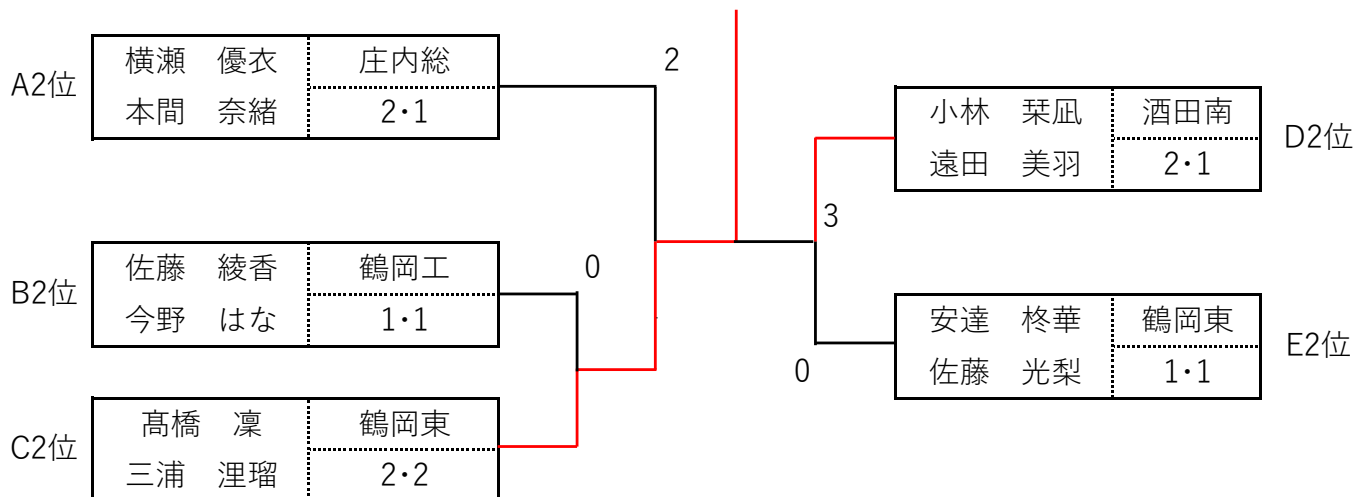 A2位
横瀬　優衣
庄内総
本間　奈緒
2・1
2
B2位
佐藤　綾香
鶴岡工
今野　はな
1・1
0
C2位
髙橋　凜
鶴岡東
三浦　浬瑠
2・2
小林　栞凪
酒田南
遠田　美羽
2・1
D2位
3
安達　柊華
鶴岡東
佐藤　光梨
1・1
E2位
0